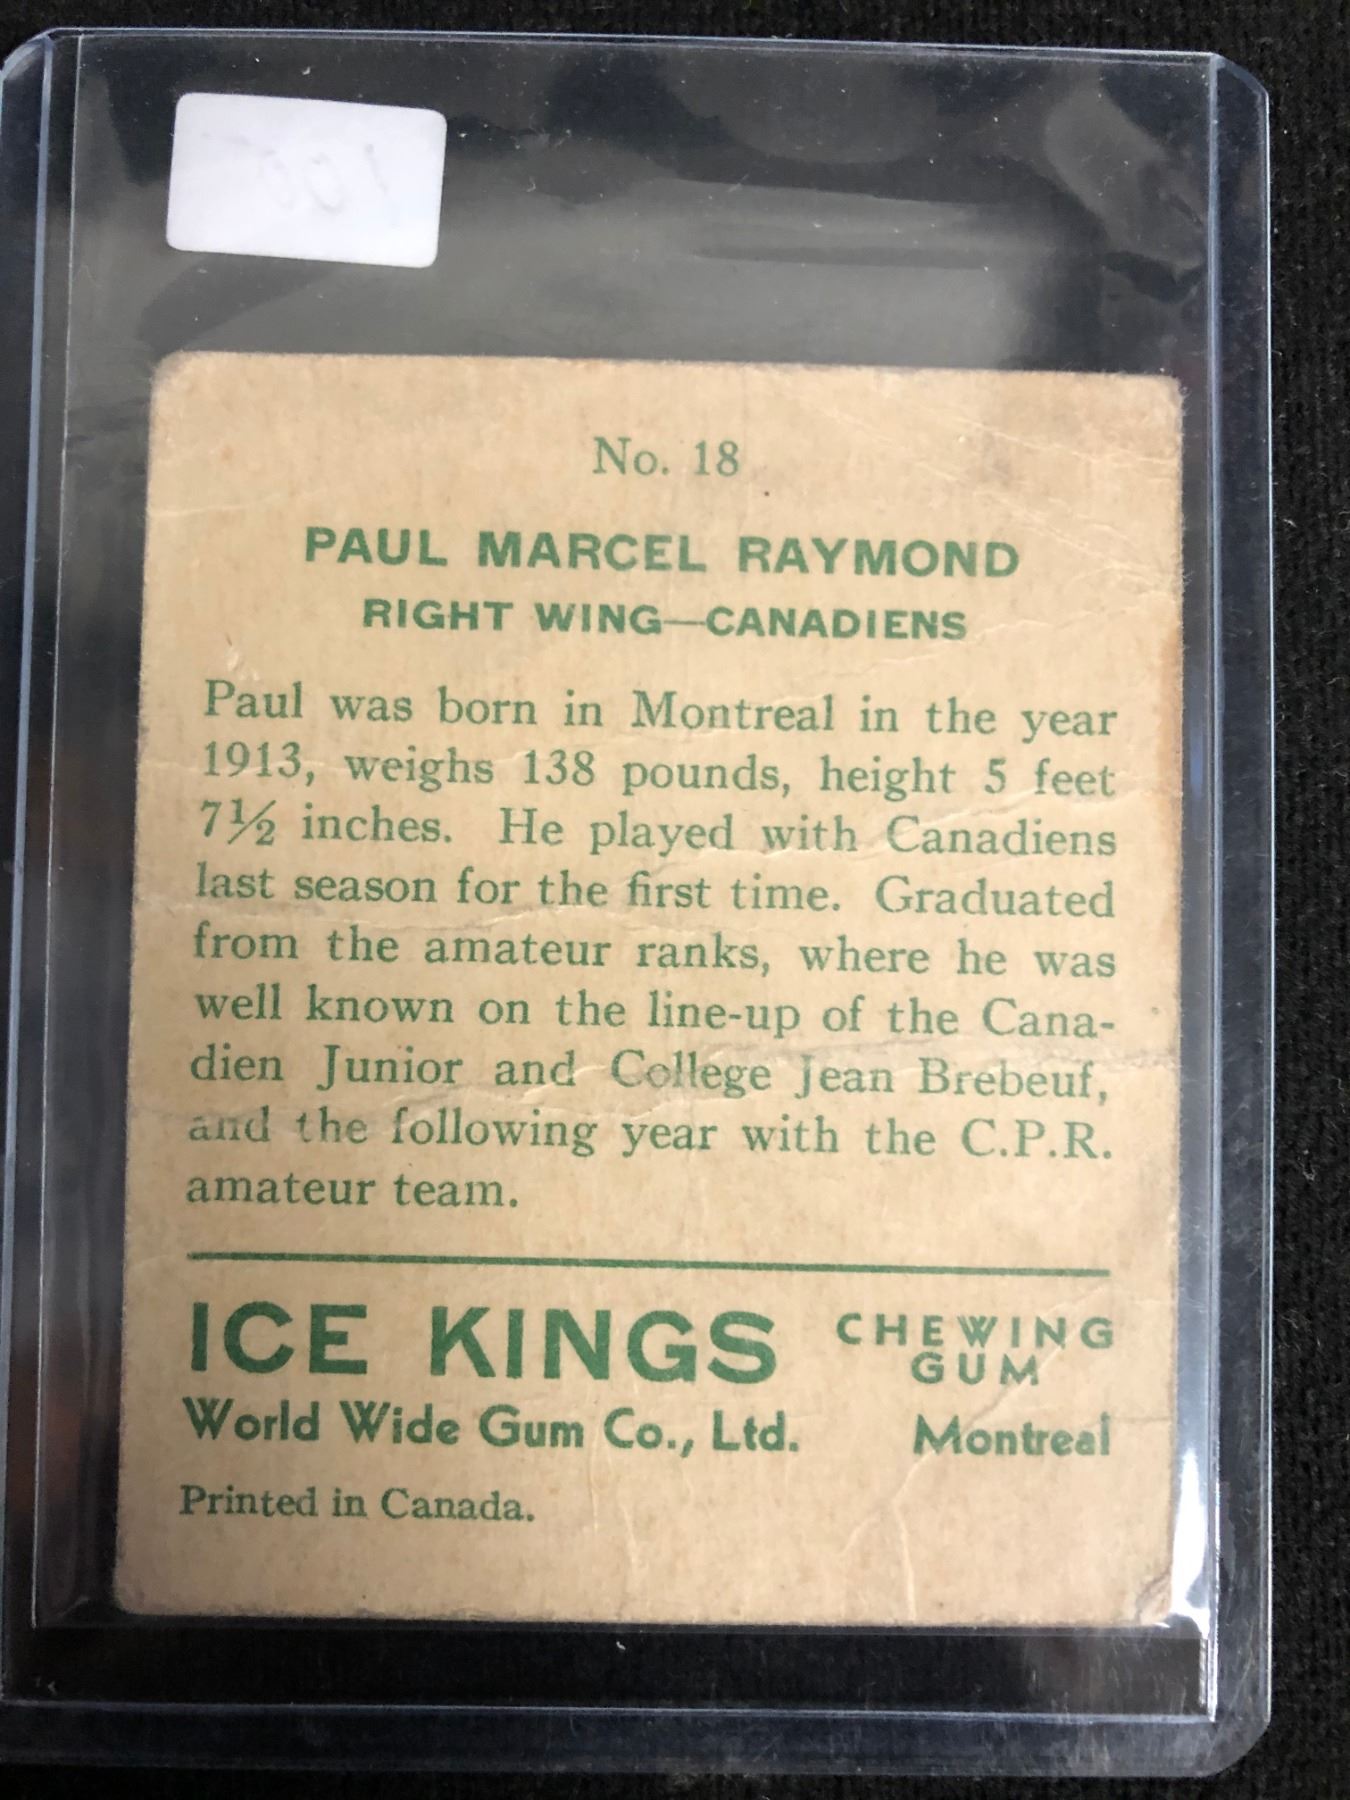 No. 18
PAUL MARCEL RAYMOND
RIGHT WING—CANADIENS
Paul was born in Montreal in the year
1913, weighs 138 pounds, height 5 feet
7½ inches. He played with Canadiens
last season for the first time. Graduated
from the amateur ranks, where he was
well known on the line-up of the Cana-
dien Junior and College Jean Brebeuf,
and the following year with the C.P.R.
amateur team.
ICE KINGS CHEWING GUM
World Wide Gum Co., Ltd. Montreal
Printed in Canada.